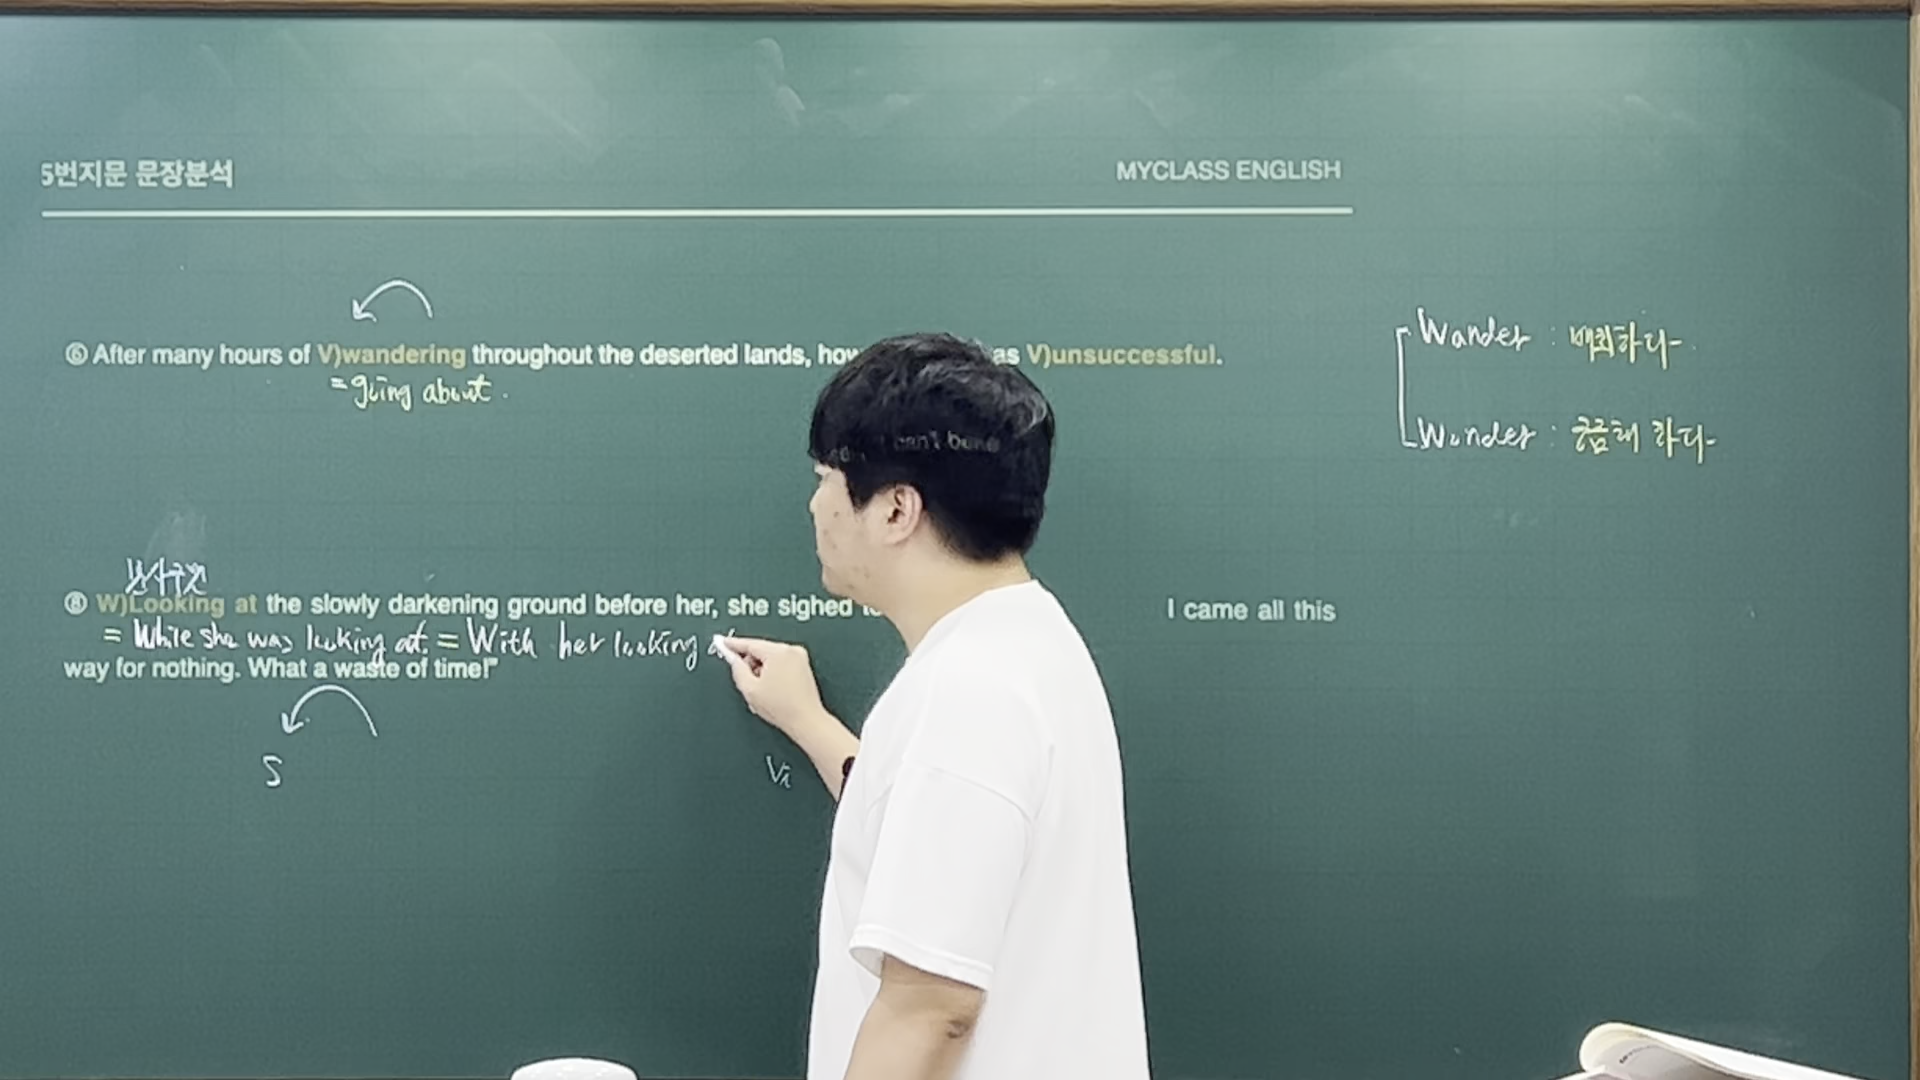 5번지문 문장분석 MYCLASS ENGLISH
⑥ After many hours of V)wandering throughout the deserted lands, how as V)unsuccessful.
= going about.
Wander : 배회하다
Wonder : 궁금해 하다
can't be
분사구문
⑧ W)Looking at the slowly darkening ground before her, she sighed I came all this
= While she was looking at. = With her looking
way for nothing. What a waste of time!"
S Vi